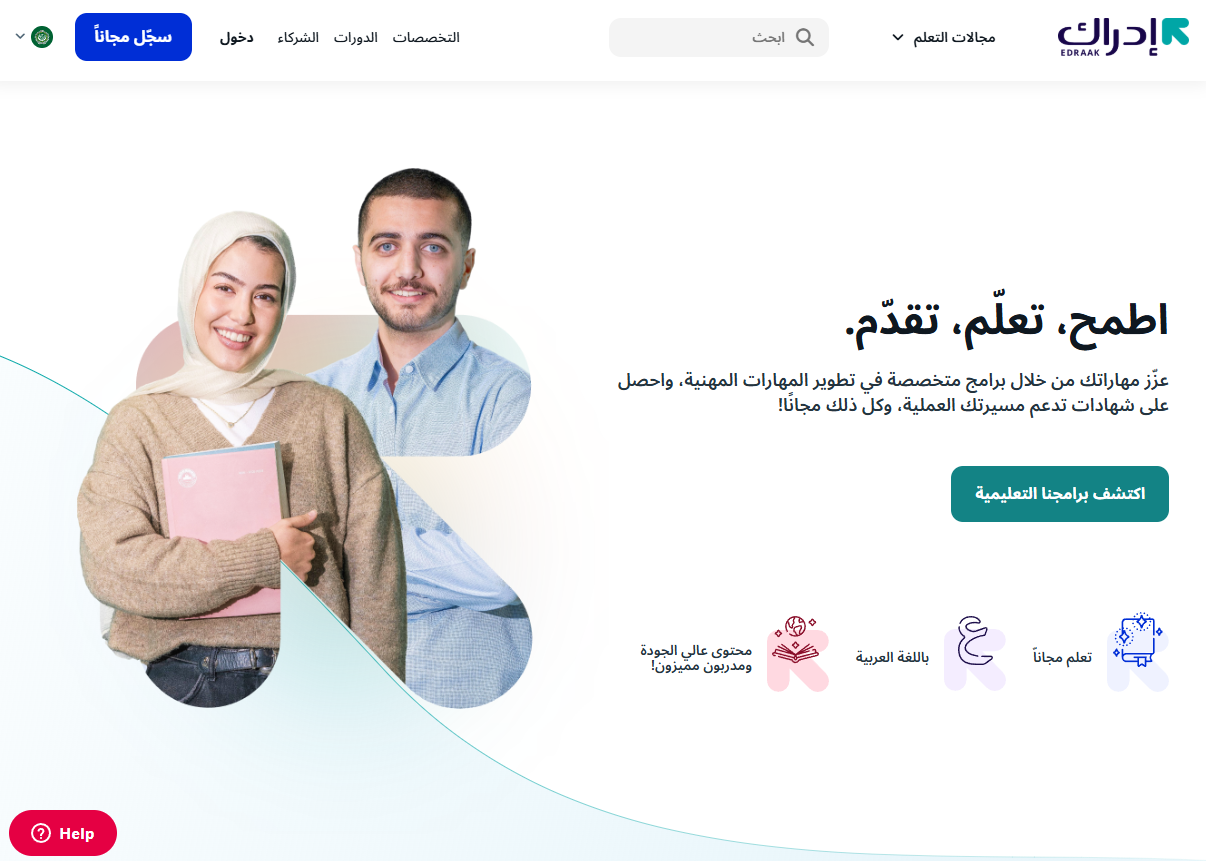 إدراك
EDRAAK
مجالات التعلم
ابحث
التخصصات
الدورات
الشركاء
دخول
سجّل مجاناً
اطمح، تعلّم، تقدّم.
عزّز مهاراتك من خلال برامج متخصصة في تطوير المهارات المهنية، واحصل
على شهادات تدعم مسيرتك العملية، وكل ذلك مجانًا!
اكتشف برامجنا التعليمية
تعلم مجاناً
ع
باللغة العربية
محتوى عالي الجودة
ومدربون مميزون!
Help